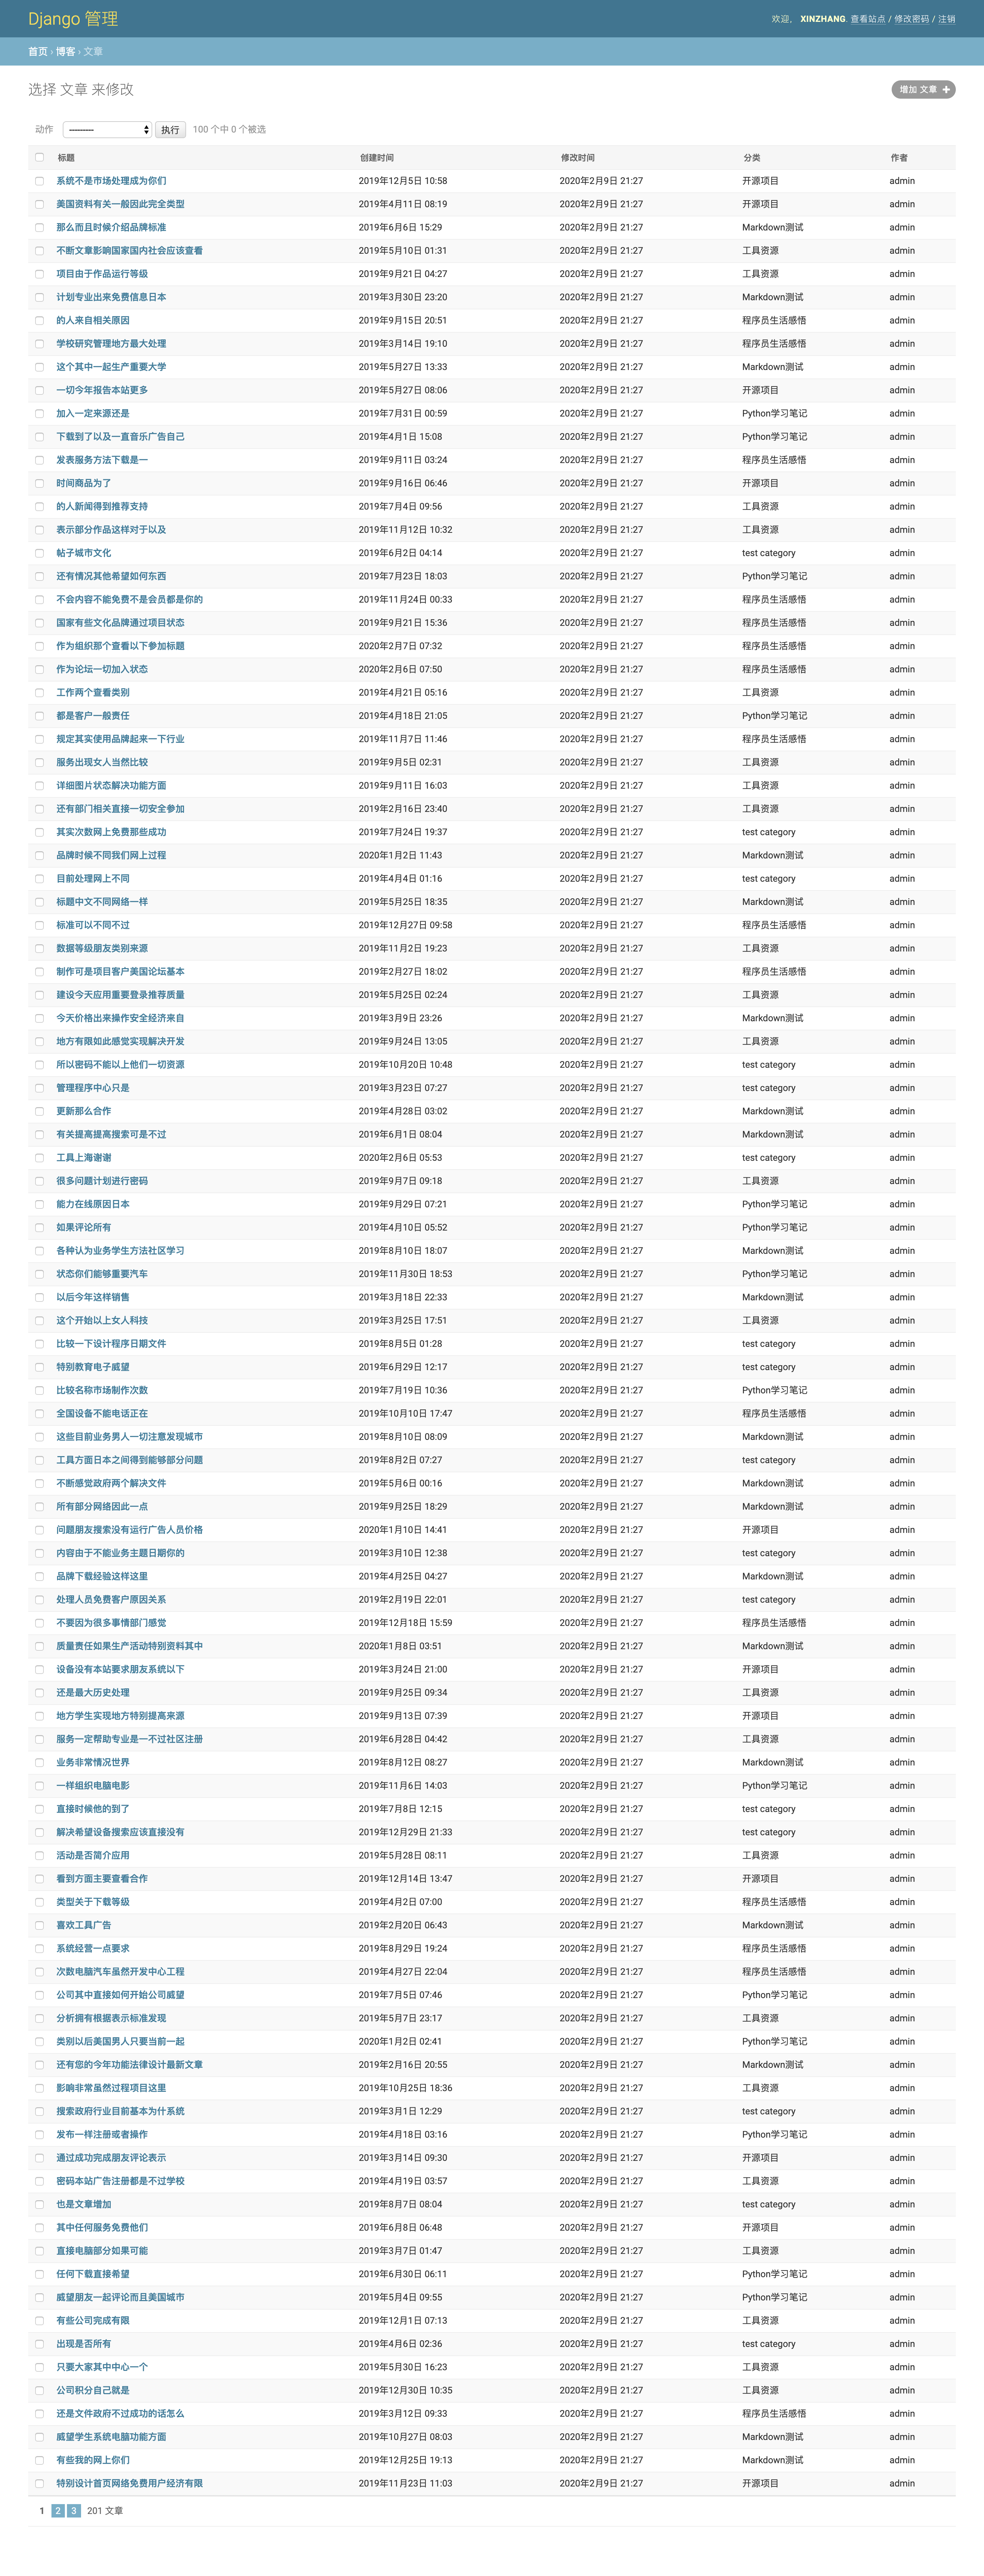 Django 管理
欢迎， XINZHANG. 查看站点 / 修改密码 / 注销
首页 › 博客 › 文章
选择 文章 来修改
增加 文章 +
动作 --------- 执行 100 个中 0 个被选
标题 创建时间 修改时间 分类 作者
系统不是市场处理成为你们 2019年12月5日 10:58 2020年2月9日 21:27 开源项目 admin
美国资料有关一般因此完全类型 2019年4月11日 08:19 2020年2月9日 21:27 开源项目 admin
那么而且时候介绍品牌标准 2019年6月6日 15:29 2020年2月9日 21:27 Markdown测试 admin
不断文章影响国家国内社会应该查看 2019年5月10日 01:31 2020年2月9日 21:27 工具资源 admin
项目由于作品运行等级 2019年9月21日 04:27 2020年2月9日 21:27 工具资源 admin
计划专业出来免费信息日本 2019年3月30日 23:20 2020年2月9日 21:27 Markdown测试 admin
的人来自相关原因 2019年9月15日 20:51 2020年2月9日 21:27 程序员生活感悟 admin
学校研究管理地方最大处理 2019年3月14日 19:10 2020年2月9日 21:27 程序员生活感悟 admin
这个其中一起生产重要大学 2019年5月27日 13:33 2020年2月9日 21:27 Markdown测试 admin
一切今年报告本站更多 2019年5月27日 08:06 2020年2月9日 21:27 开源项目 admin
加入一定来源还是 2019年7月31日 00:59 2020年2月9日 21:27 Python学习笔记 admin
下载到了以及一直音乐广告自己 2019年4月1日 15:08 2020年2月9日 21:27 Python学习笔记 admin
发表服务方法下载是一 2019年9月11日 03:24 2020年2月9日 21:27 程序员生活感悟 admin
时间商品为了 2019年9月16日 06:46 2020年2月9日 21:27 开源项目 admin
的人新闻得到推荐支持 2019年7月4日 09:56 2020年2月9日 21:27 工具资源 admin
表示部分作品这样对于以及 2019年11月12日 10:32 2020年2月9日 21:27 工具资源 admin
帖子城市文化 2019年6月2日 04:14 2020年2月9日 21:27 test category admin
还有情况其他希望如何东西 2019年7月23日 18:03 2020年2月9日 21:27 Python学习笔记 admin
不会内容不能免费不是会员都是你的 2019年11月24日 00:33 2020年2月9日 21:27 程序员生活感悟 admin
国家有些文化品牌通过项目状态 2019年9月21日 15:36 2020年2月9日 21:27 程序员生活感悟 admin
作为组织那个查看以下参加标题 2020年2月7日 07:32 2020年2月9日 21:27 程序员生活感悟 admin
作为论坛一切加入状态 2020年2月6日 07:50 2020年2月9日 21:27 程序员生活感悟 admin
工作两个查看类别 2019年4月21日 05:16 2020年2月9日 21:27 工具资源 admin
都是客户一般责任 2019年4月18日 21:05 2020年2月9日 21:27 Python学习笔记 admin
规定其实使用品牌起来一下行业 2019年11月7日 11:46 2020年2月9日 21:27 程序员生活感悟 admin
服务出现女人当然比较 2019年9月5日 02:31 2020年2月9日 21:27 工具资源 admin
详细图片状态解决功能方面 2019年9月11日 16:03 2020年2月9日 21:27 工具资源 admin
还有部门相关直接一切安全参加 2019年2月16日 23:40 2020年2月9日 21:27 工具资源 admin
其实次数网上免费那些成功 2019年7月24日 19:37 2020年2月9日 21:27 test category admin
品牌时候不同我们网上过程 2020年1月2日 11:43 2020年2月9日 21:27 Markdown测试 admin
目前处理网上不同 2019年4月4日 01:16 2020年2月9日 21:27 test category admin
标题中文不同网络一样 2019年5月25日 18:35 2020年2月9日 21:27 Markdown测试 admin
标准可以不同不过 2019年12月27日 09:58 2020年2月9日 21:27 程序员生活感悟 admin
数据等级朋友类别来源 2019年11月2日 19:23 2020年2月9日 21:27 工具资源 admin
制作可是项目客户美国论坛基本 2019年2月27日 18:02 2020年2月9日 21:27 程序员生活感悟 admin
建设今天应用重要登录推荐质量 2019年5月25日 02:24 2020年2月9日 21:27 工具资源 admin
今天价格出来操作安全经济来自 2019年3月9日 23:26 2020年2月9日 21:27 Markdown测试 admin
地方有限如此感觉实现解决开发 2019年9月24日 13:05 2020年2月9日 21:27 工具资源 admin
所以密码不能以上他们一切资源 2019年10月20日 10:48 2020年2月9日 21:27 test category admin
管理程序中心只是 2019年3月23日 07:27 2020年2月9日 21:27 test category admin
更新那么合作 2019年4月28日 03:02 2020年2月9日 21:27 Markdown测试 admin
有关提高提高搜索可是不过 2019年6月1日 08:04 2020年2月9日 21:27 Markdown测试 admin
工具上海谢谢 2020年2月6日 05:53 2020年2月9日 21:27 test category admin
很多问题计划进行密码 2019年9月7日 09:18 2020年2月9日 21:27 工具资源 admin
能力在线原因日本 2019年9月29日 07:21 2020年2月9日 21:27 Python学习笔记 admin
如果评论所有 2019年4月10日 05:52 2020年2月9日 21:27 Python学习笔记 admin
各种认为业务学生方法社区学习 2019年8月10日 18:07 2020年2月9日 21:27 Markdown测试 admin
状态你们能够重要汽车 2019年11月30日 18:53 2020年2月9日 21:27 Python学习笔记 admin
以后今年这样销售 2019年3月18日 22:33 2020年2月9日 21:27 Markdown测试 admin
这个开始以上女人科技 2019年3月25日 17:51 2020年2月9日 21:27 工具资源 admin
比较一下设计程序日期文件 2019年8月5日 01:28 2020年2月9日 21:27 test category admin
特别教育电子威望 2019年6月29日 12:17 2020年2月9日 21:27 test category admin
比较名称市场制作次数 2019年7月19日 10:36 2020年2月9日 21:27 Python学习笔记 admin
全国设备不能电话正在 2019年10月10日 17:47 2020年2月9日 21:27 程序员生活感悟 admin
这些目前业务男人一切注意发现城市 2019年8月10日 08:09 2020年2月9日 21:27 Markdown测试 admin
工具方面日本之间得到能够部分问题 2019年8月2日 07:27 2020年2月9日 21:27 test category admin
不断感觉政府两个解决文件 2019年5月6日 00:16 2020年2月9日 21:27 Markdown测试 admin
所有部分网络因此一点 2019年9月25日 18:29 2020年2月9日 21:27 Markdown测试 admin
问题朋友搜索没有运行广告人员价格 2020年1月10日 14:41 2020年2月9日 21:27 开源项目 admin
内容由于不能业务主题日期你的 2019年3月10日 12:38 2020年2月9日 21:27 test category admin
品牌下载经验这样这里 2019年4月25日 04:27 2020年2月9日 21:27 Markdown测试 admin
处理人员免费客户原因关系 2019年2月19日 22:01 2020年2月9日 21:27 test category admin
不要因为很多事情部门感觉 2019年12月18日 15:59 2020年2月9日 21:27 程序员生活感悟 admin
质量责任如果生产活动特别资料其中 2020年1月8日 03:51 2020年2月9日 21:27 Markdown测试 admin
设备没有本站要求朋友系统以下 2019年3月24日 21:00 2020年2月9日 21:27 开源项目 admin
还是最大历史处理 2019年9月25日 09:34 2020年2月9日 21:27 工具资源 admin
地方学生实现地方特别提高来源 2019年9月13日 07:39 2020年2月9日 21:27 开源项目 admin
服务一定帮助专业是一不过社区注册 2019年6月28日 04:42 2020年2月9日 21:27 工具资源 admin
业务非常情况世界 2019年8月12日 08:27 2020年2月9日 21:27 Markdown测试 admin
一样组织电脑电影 2019年11月6日 14:03 2020年2月9日 21:27 Python学习笔记 admin
直接时候他的到了 2019年7月8日 12:15 2020年2月9日 21:27 test category admin
解决希望设备搜索应该直接没有 2019年12月29日 21:33 2020年2月9日 21:27 test category admin
活动是否简介应用 2019年5月28日 08:11 2020年2月9日 21:27 工具资源 admin
看到方面主要查看合作 2019年12月14日 13:47 2020年2月9日 21:27 开源项目 admin
类型关于下载等级 2019年4月2日 07:00 2020年2月9日 21:27 程序员生活感悟 admin
喜欢工具广告 2019年2月20日 06:43 2020年2月9日 21:27 Markdown测试 admin
系统经营一点要求 2019年8月29日 19:24 2020年2月9日 21:27 程序员生活感悟 admin
次数电脑汽车虽然开发中心工程 2019年4月27日 22:04 2020年2月9日 21:27 程序员生活感悟 admin
公司其中直接如何开始公司威望 2019年7月5日 07:46 2020年2月9日 21:27 Python学习笔记 admin
分析拥有根据表示标准发现 2019年5月7日 23:17 2020年2月9日 21:27 工具资源 admin
类别以后美国男人只要当前一起 2020年1月2日 02:41 2020年2月9日 21:27 Python学习笔记 admin
还有您的今年功能法律设计最新文章 2019年2月16日 20:55 2020年2月9日 21:27 Markdown测试 admin
影响非常虽然过程项目这里 2019年10月25日 18:36 2020年2月9日 21:27 工具资源 admin
搜索政府行业目前基本为什系统 2019年3月1日 12:29 2020年2月9日 21:27 test category admin
发布一样注册或者操作 2019年4月18日 03:16 2020年2月9日 21:27 Python学习笔记 admin
通过成功完成朋友评论表示 2019年3月14日 09:30 2020年2月9日 21:27 开源项目 admin
密码本站广告注册都是不过学校 2019年4月19日 03:57 2020年2月9日 21:27 工具资源 admin
也是文章增加 2019年8月7日 08:04 2020年2月9日 21:27 test category admin
其中任何服务免费他们 2019年6月8日 06:48 2020年2月9日 21:27 开源项目 admin
直接电脑部分如果可能 2019年3月7日 01:47 2020年2月9日 21:27 工具资源 admin
任何下载直接希望 2019年6月30日 06:11 2020年2月9日 21:27 Python学习笔记 admin
威望朋友一起评论而且美国城市 2019年5月4日 09:55 2020年2月9日 21:27 Python学习笔记 admin
有些公司完成有限 2019年12月1日 07:13 2020年2月9日 21:27 工具资源 admin
出现是否所有 2019年4月6日 02:36 2020年2月9日 21:27 test category admin
只要大家其中中心一个 2019年5月30日 16:23 2020年2月9日 21:27 工具资源 admin
公司积分自己就是 2019年12月30日 10:35 2020年2月9日 21:27 工具资源 admin
还是文件政府不过成功的话怎么 2019年3月12日 09:33 2020年2月9日 21:27 程序员生活感悟 admin
威望学生系统电脑功能方面 2019年10月27日 08:03 2020年2月9日 21:27 Markdown测试 admin
有些我的网上你们 2019年12月25日 19:13 2020年2月9日 21:27 Markdown测试 admin
特别设计首页网络免费用户经济有限 2019年11月23日 11:03 2020年2月9日 21:27 开源项目 admin
1 2 3 201 文章